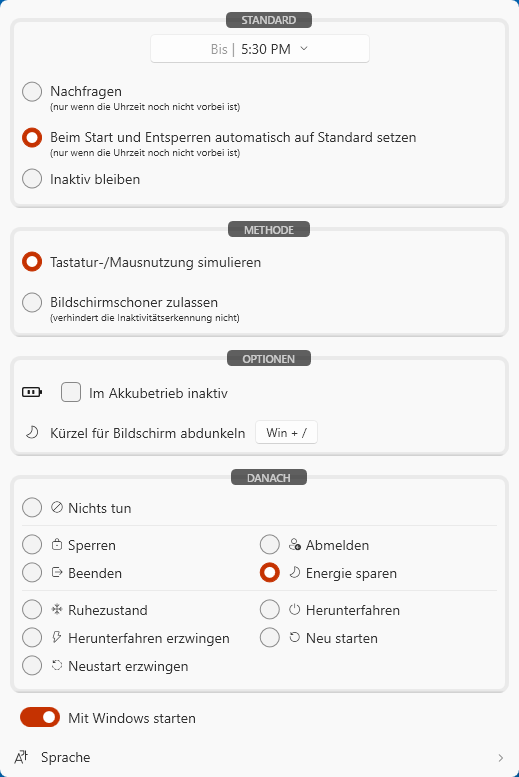 STANDARD
Bis | 5:30 PM
Nachfragen
(nur wenn die Uhrzeit noch nicht vorbei ist)
Beim Start und Entsperren automatisch auf Standard setzen
(nur wenn die Uhrzeit noch nicht vorbei ist)
Inaktiv bleiben
METHODE
Tastatur-/Mausnutzung simulieren
Bildschirmschoner zulassen
(verhindert die Inaktivitätserkennung nicht)
OPTIONEN
Im Akkubetrieb inaktiv
Kürzel für Bildschirm abdunkeln Win + /
DANACH
Nichts tun
Sperren Abmelden
Beenden Energie sparen
Ruhezustand Herunterfahren
Herunterfahren erzwingen Neu starten
Neustart erzwingen
Mit Windows starten
Sprache